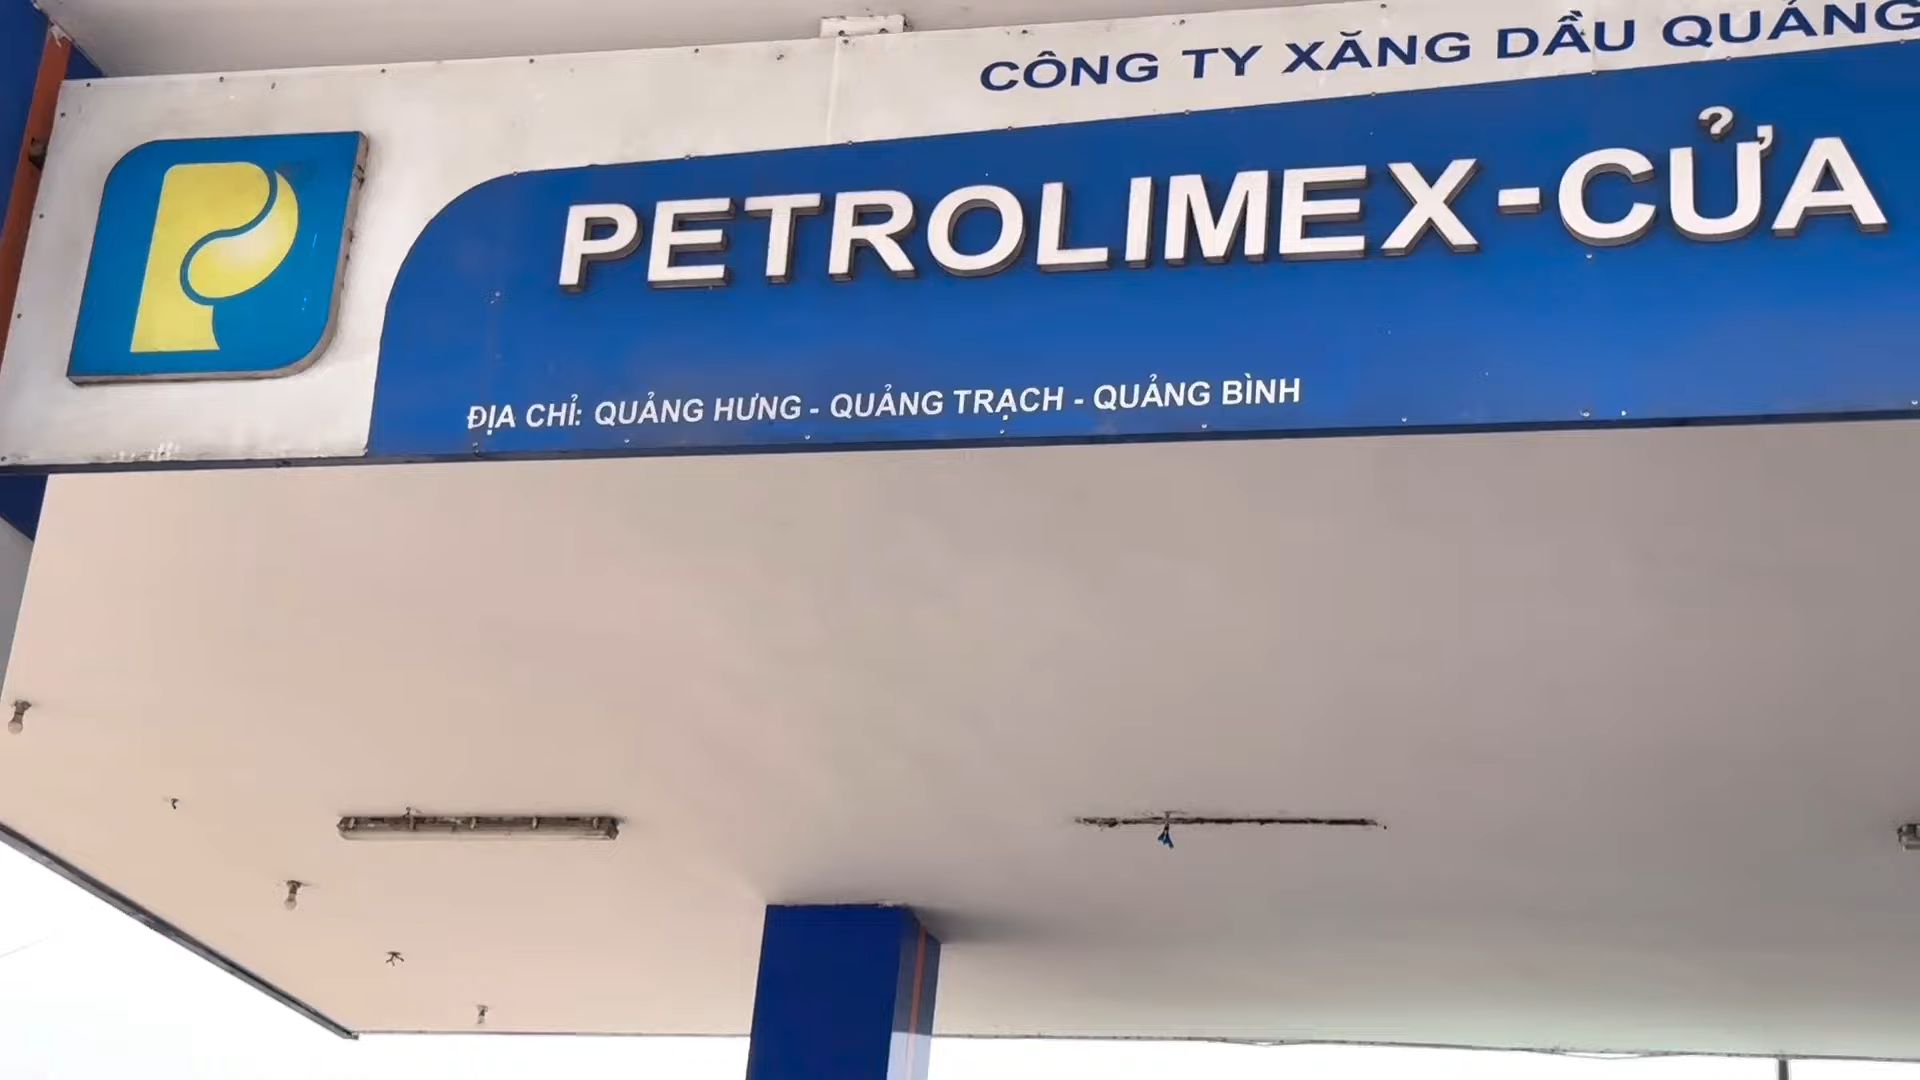 CÔNG TY XĂNG DẦU QUẢNG
PETROLIMEX-CỬA
ĐỊA CHỈ: QUẢNG HƯNG - QUẢNG TRẠCH - QUẢNG BÌNH